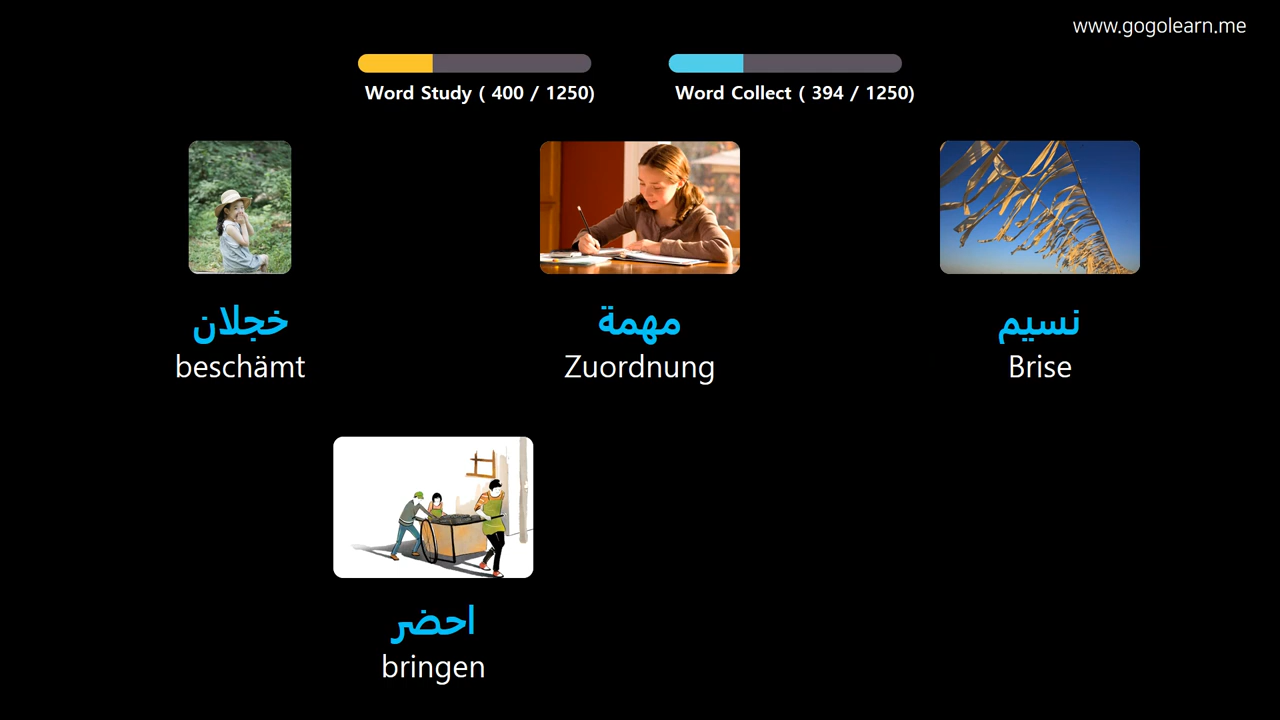 www.gogolearn.me
Word Study ( 400 / 1250)
Word Collect ( 394 / 1250)
خجلان
beschämt
مهمة
Zuordnung
نسيم
Brise
احضر
bringen